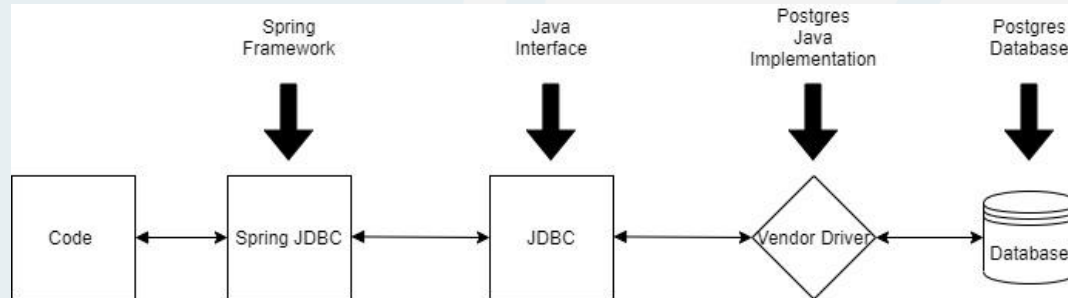 Spring
Framework
Java
Interface
Postgres
Java
Implementation
Postgres
Database
Code
Spring JDBC
JDBC
Vendor Driver
Database